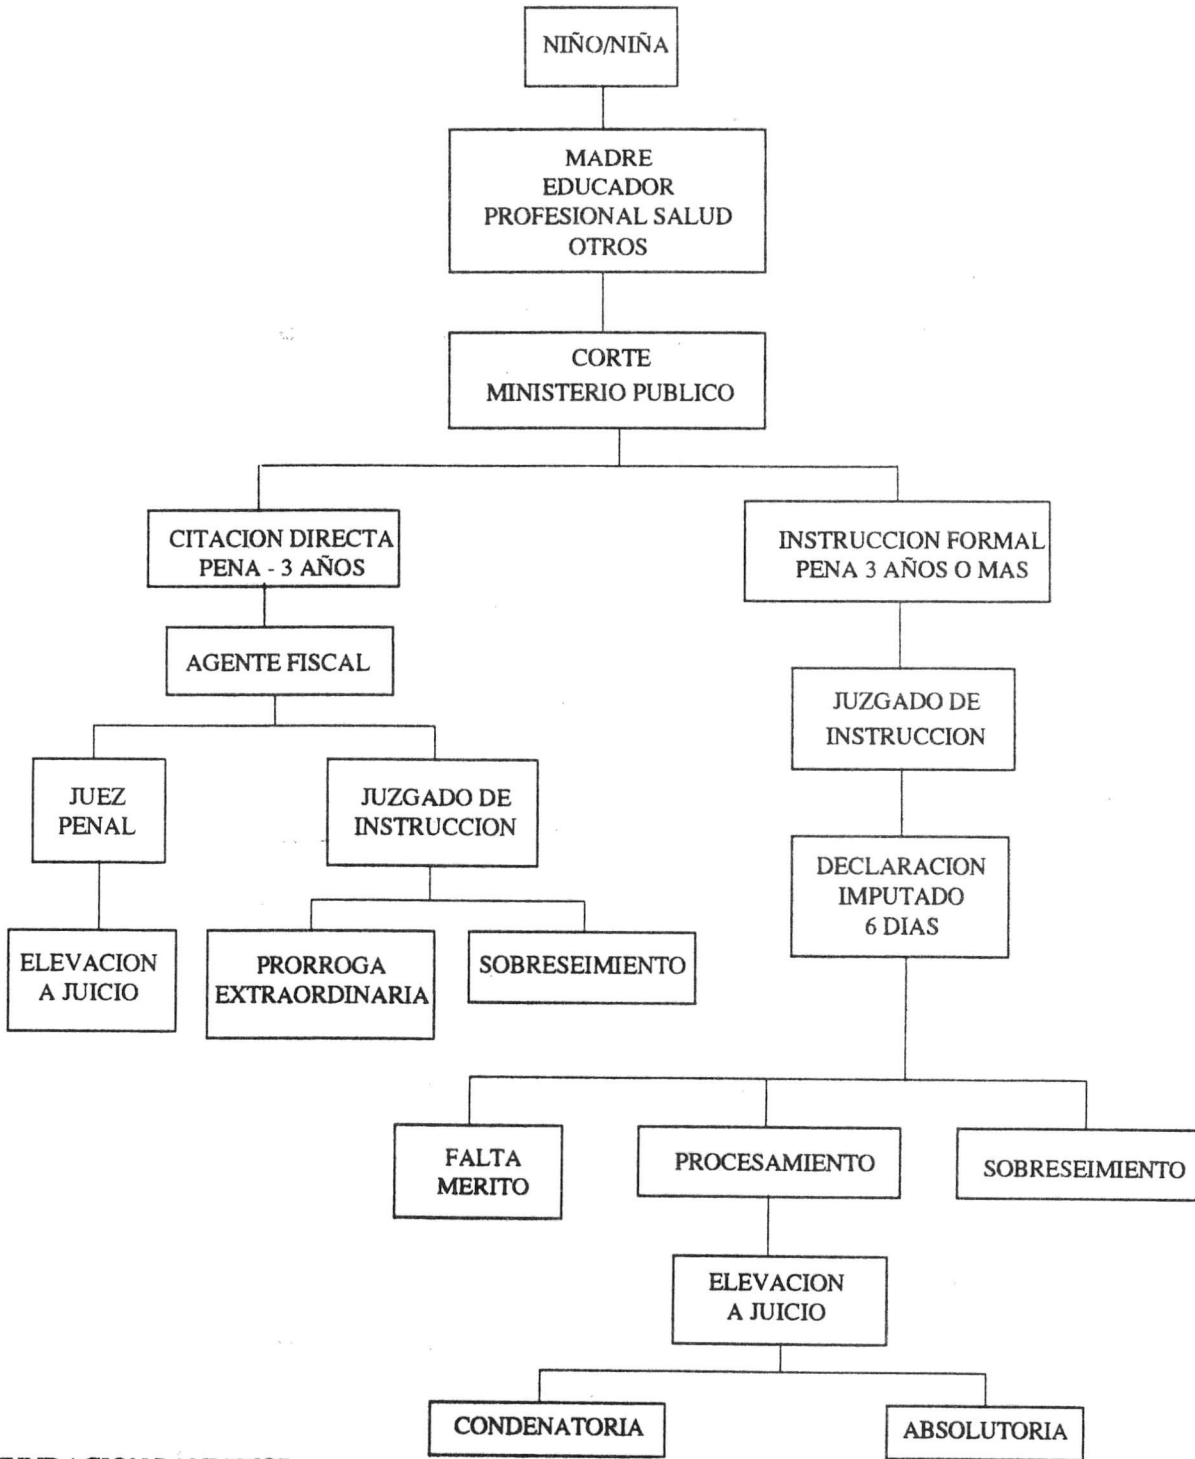 NIÑO/NIÑA
MADRE
EDUCADOR
PROFESIONAL SALUD
OTROS
CORTE
MINISTERIO PUBLICO
CITACION DIRECTA
PENA - 3 AÑOS
INSTRUCCION FORMAL
PENA 3 AÑOS O MAS
AGENTE FISCAL
JUZGADO DE
INSTRUCCION
JUEZ
PENAL
JUZGADO DE
INSTRUCCION
DECLARACION
IMPUTADO
6 DIAS
ELEVACION
A JUICIO
PRORROGA
EXTRAORDINARIA
SOBRESEIMIENTO
FALTA
MERITO
PROCESAMIENTO
SOBRESEIMIENTO
ELEVACION
A JUICIO
CONDENATORIA
ABSOLUTORIA